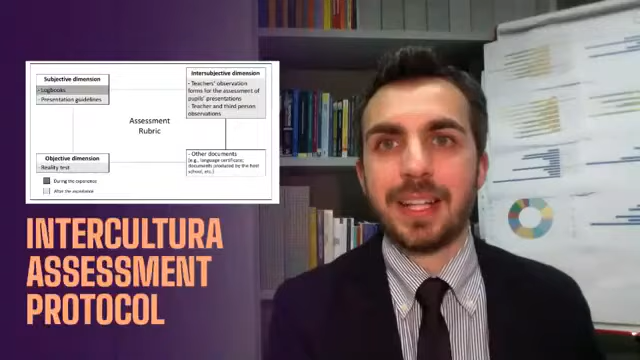 Subjective dimension
- Logbooks
- Presentation guidelines
Intersubjective dimension
- Teachers' observation
forms for the assessment of
pupils' presentations
- Teacher and third person
observations
Assessment
Rubric
Objective dimension
- Reality test
- Other documents
(e.g., language certificate;
documents produced by the host
school, etc.)
During the experience
After the experience
INTERCULTURA
ASSESSMENT
PROTOCOL